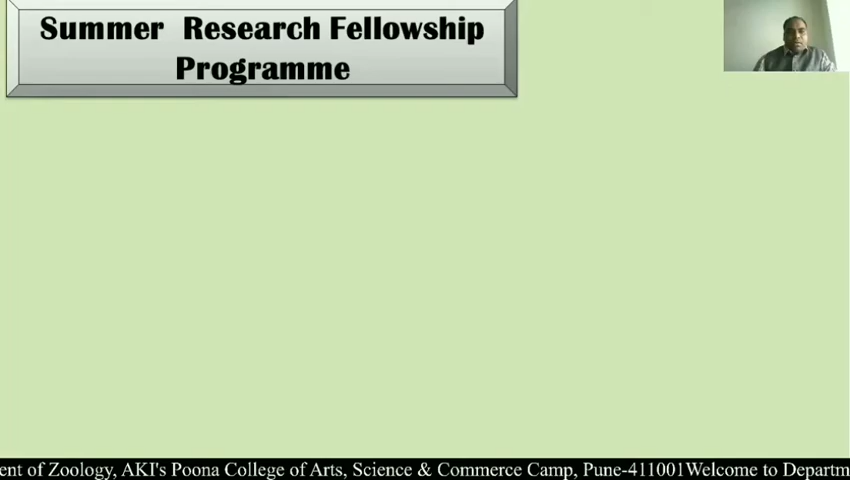 Summer Research Fellowship
Programme
ent of Zoology, AKI's Poona College of Arts, Science & Commerce Camp, Pune-411001Welcome to Departm